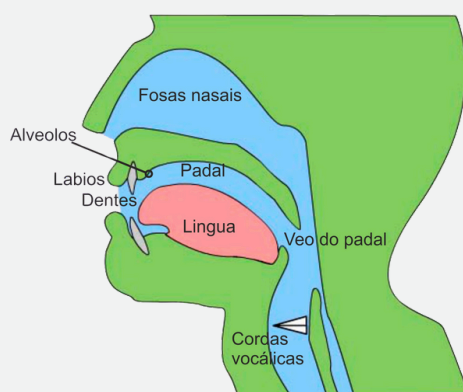 Fosas nasais
Alveolos
Padal
Labios
Dentes
Lingua
Veo do padal
Cordas
vocálicas